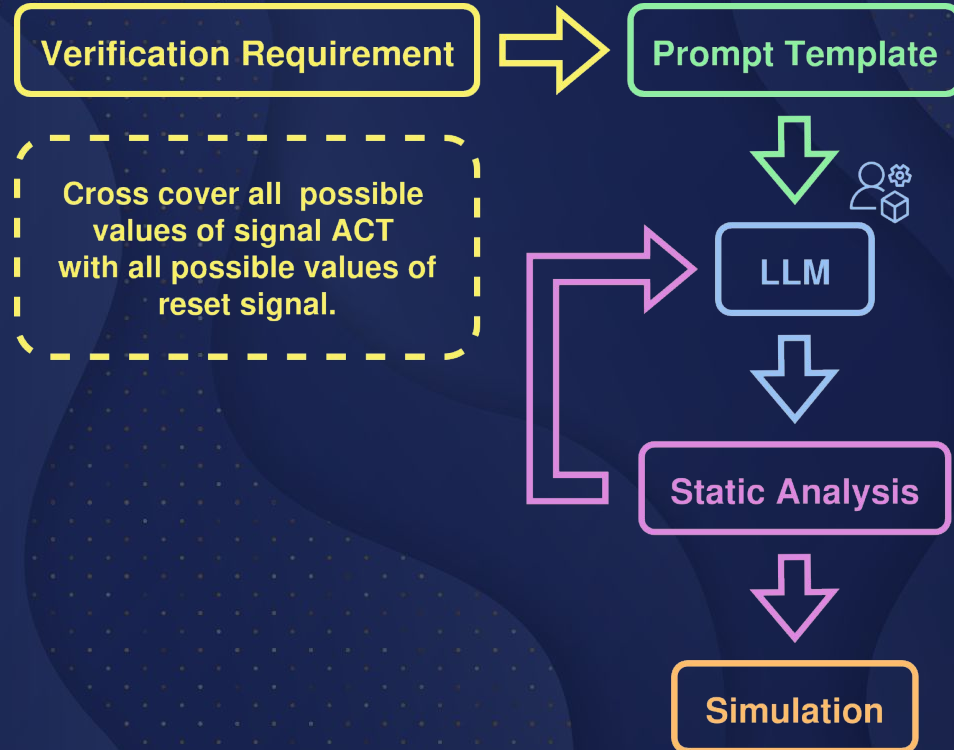 Verification Requirement
Prompt Template
Cross cover all possible
values of signal ACT
with all possible values of
reset signal.
LLM
Static Analysis
Simulation